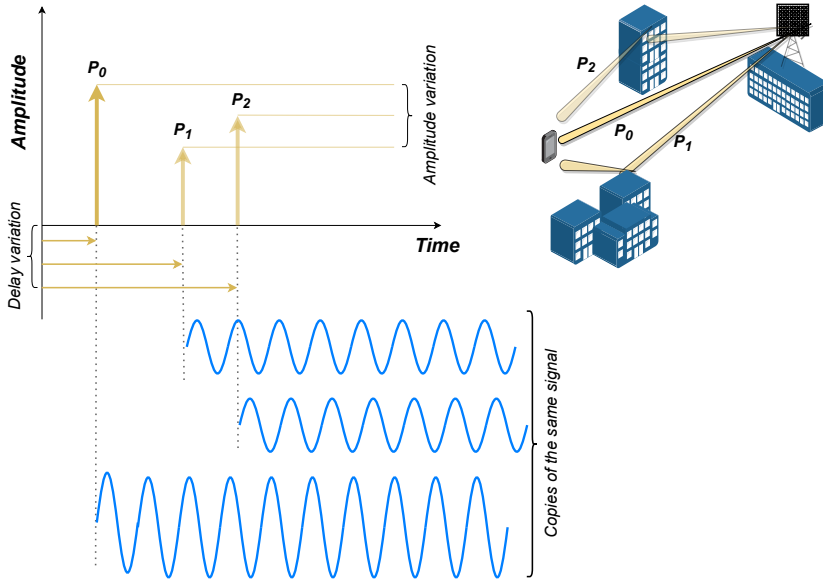 Amplitude
P0
P1
P2
Amplitude variation
Time
Delay variation
Copies of the same signal
P2
P0
P1